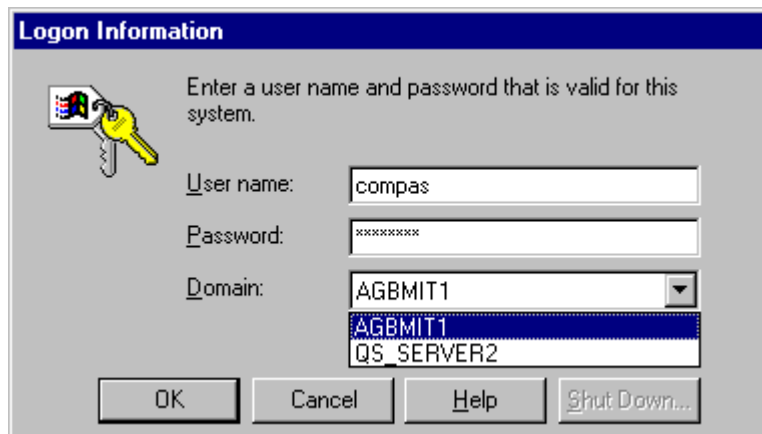 Logon Information
Enter a user name and password that is valid for this
system.
User name: compas
Password: ********
Domain: AGBMIT1
AGBMIT1
QS_SERVER2
OK Cancel Help Shut Down...